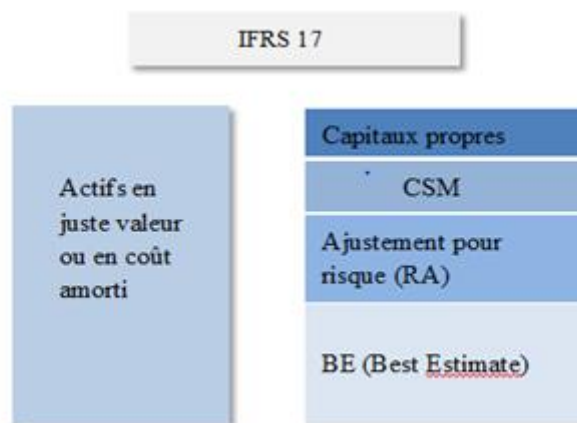 IFRS 17
Actifs en
juste valeur
ou en coût
amorti
Capitaux propres
CSM
Ajustement pour
risque (RA)
BE (Best Estimate)